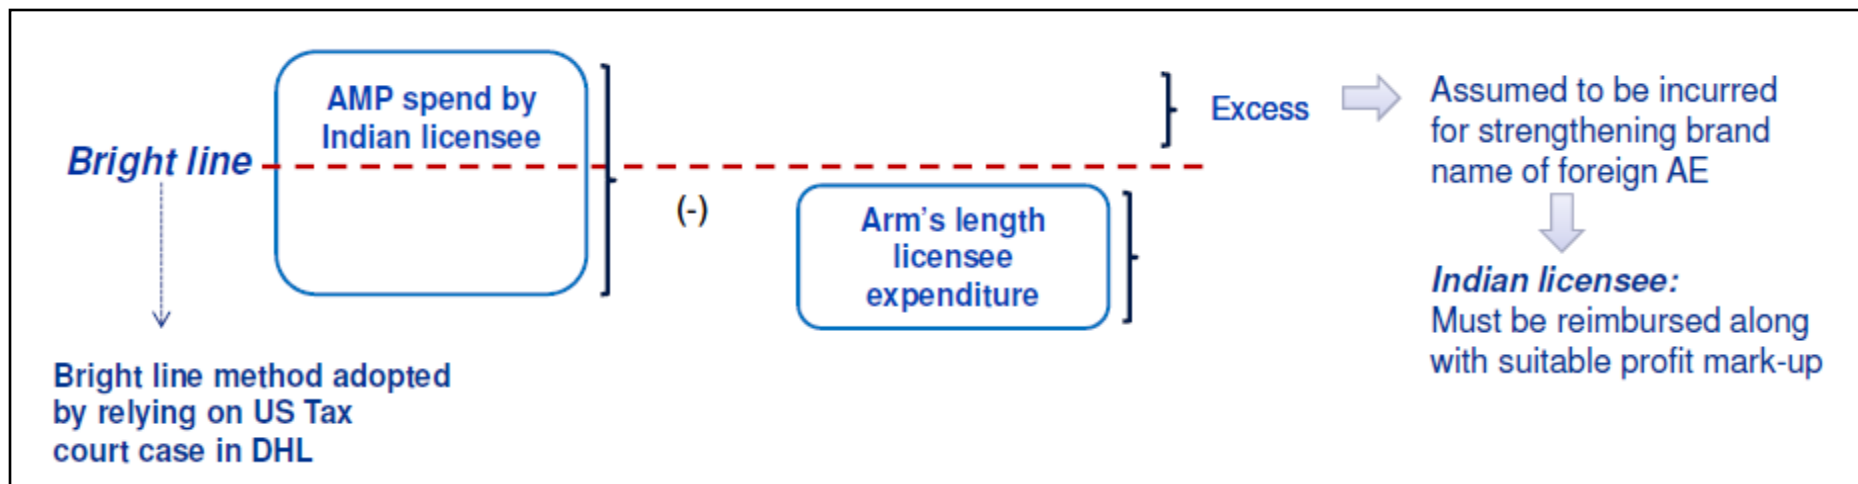 AMP spend by
Indian licensee
Bright line
(-)
Arm's length
licensee
expenditure
Excess
Assumed to be incurred
for strengthening brand
name of foreign AE
Indian licensee:
Must be reimbursed along
with suitable profit mark-up
Bright line method adopted
by relying on US Tax
court case in DHL